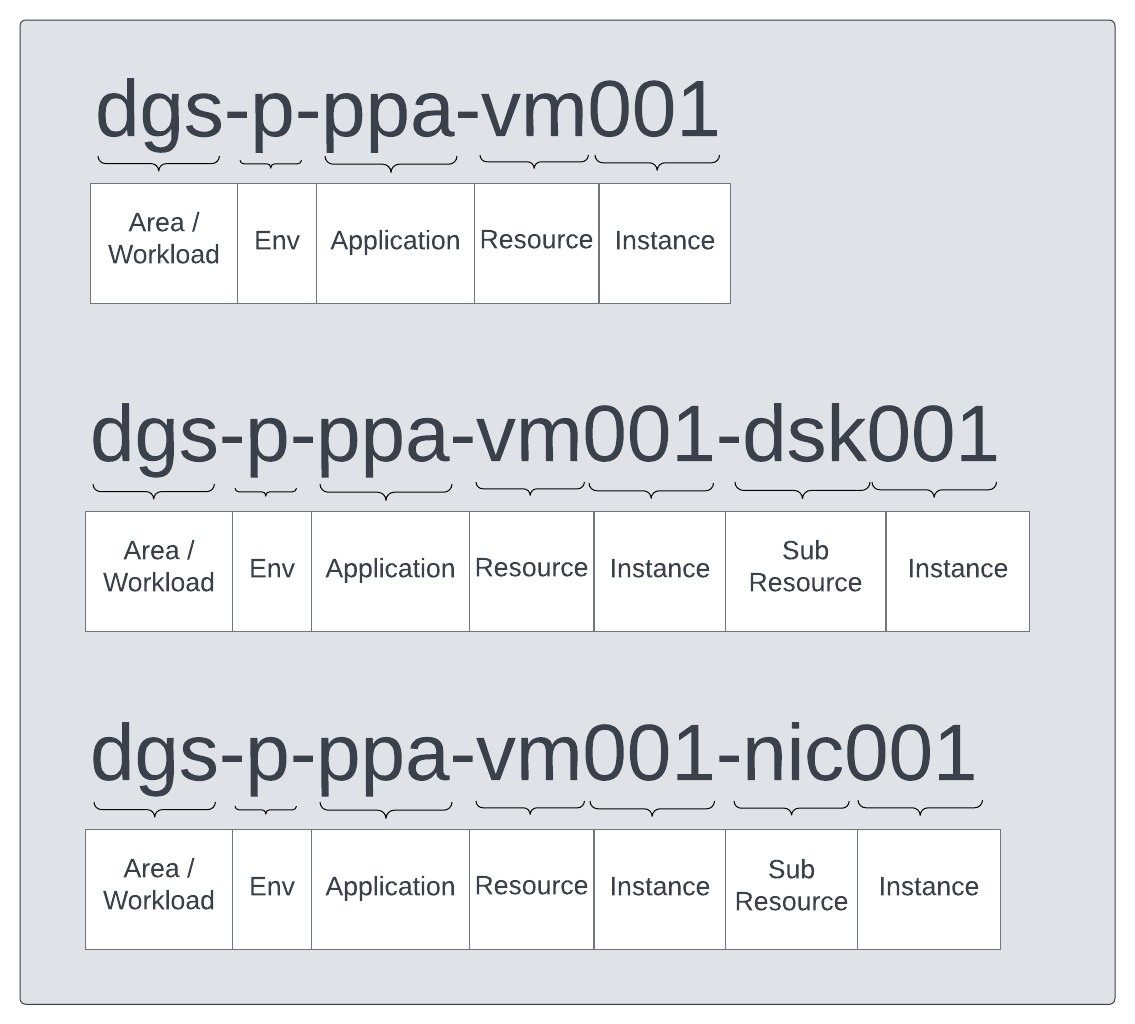 dgs-p-ppa-vm001
Area /
Workload
Env
Application
Resource
Instance
dgs-p-ppa-vm001-dsk001
Area /
Workload
Env
Application
Resource
Instance
Sub
Resource
Instance
dgs-p-ppa-vm001-nic001
Area /
Workload
Env
Application
Resource
Instance
Sub
Resource
Instance